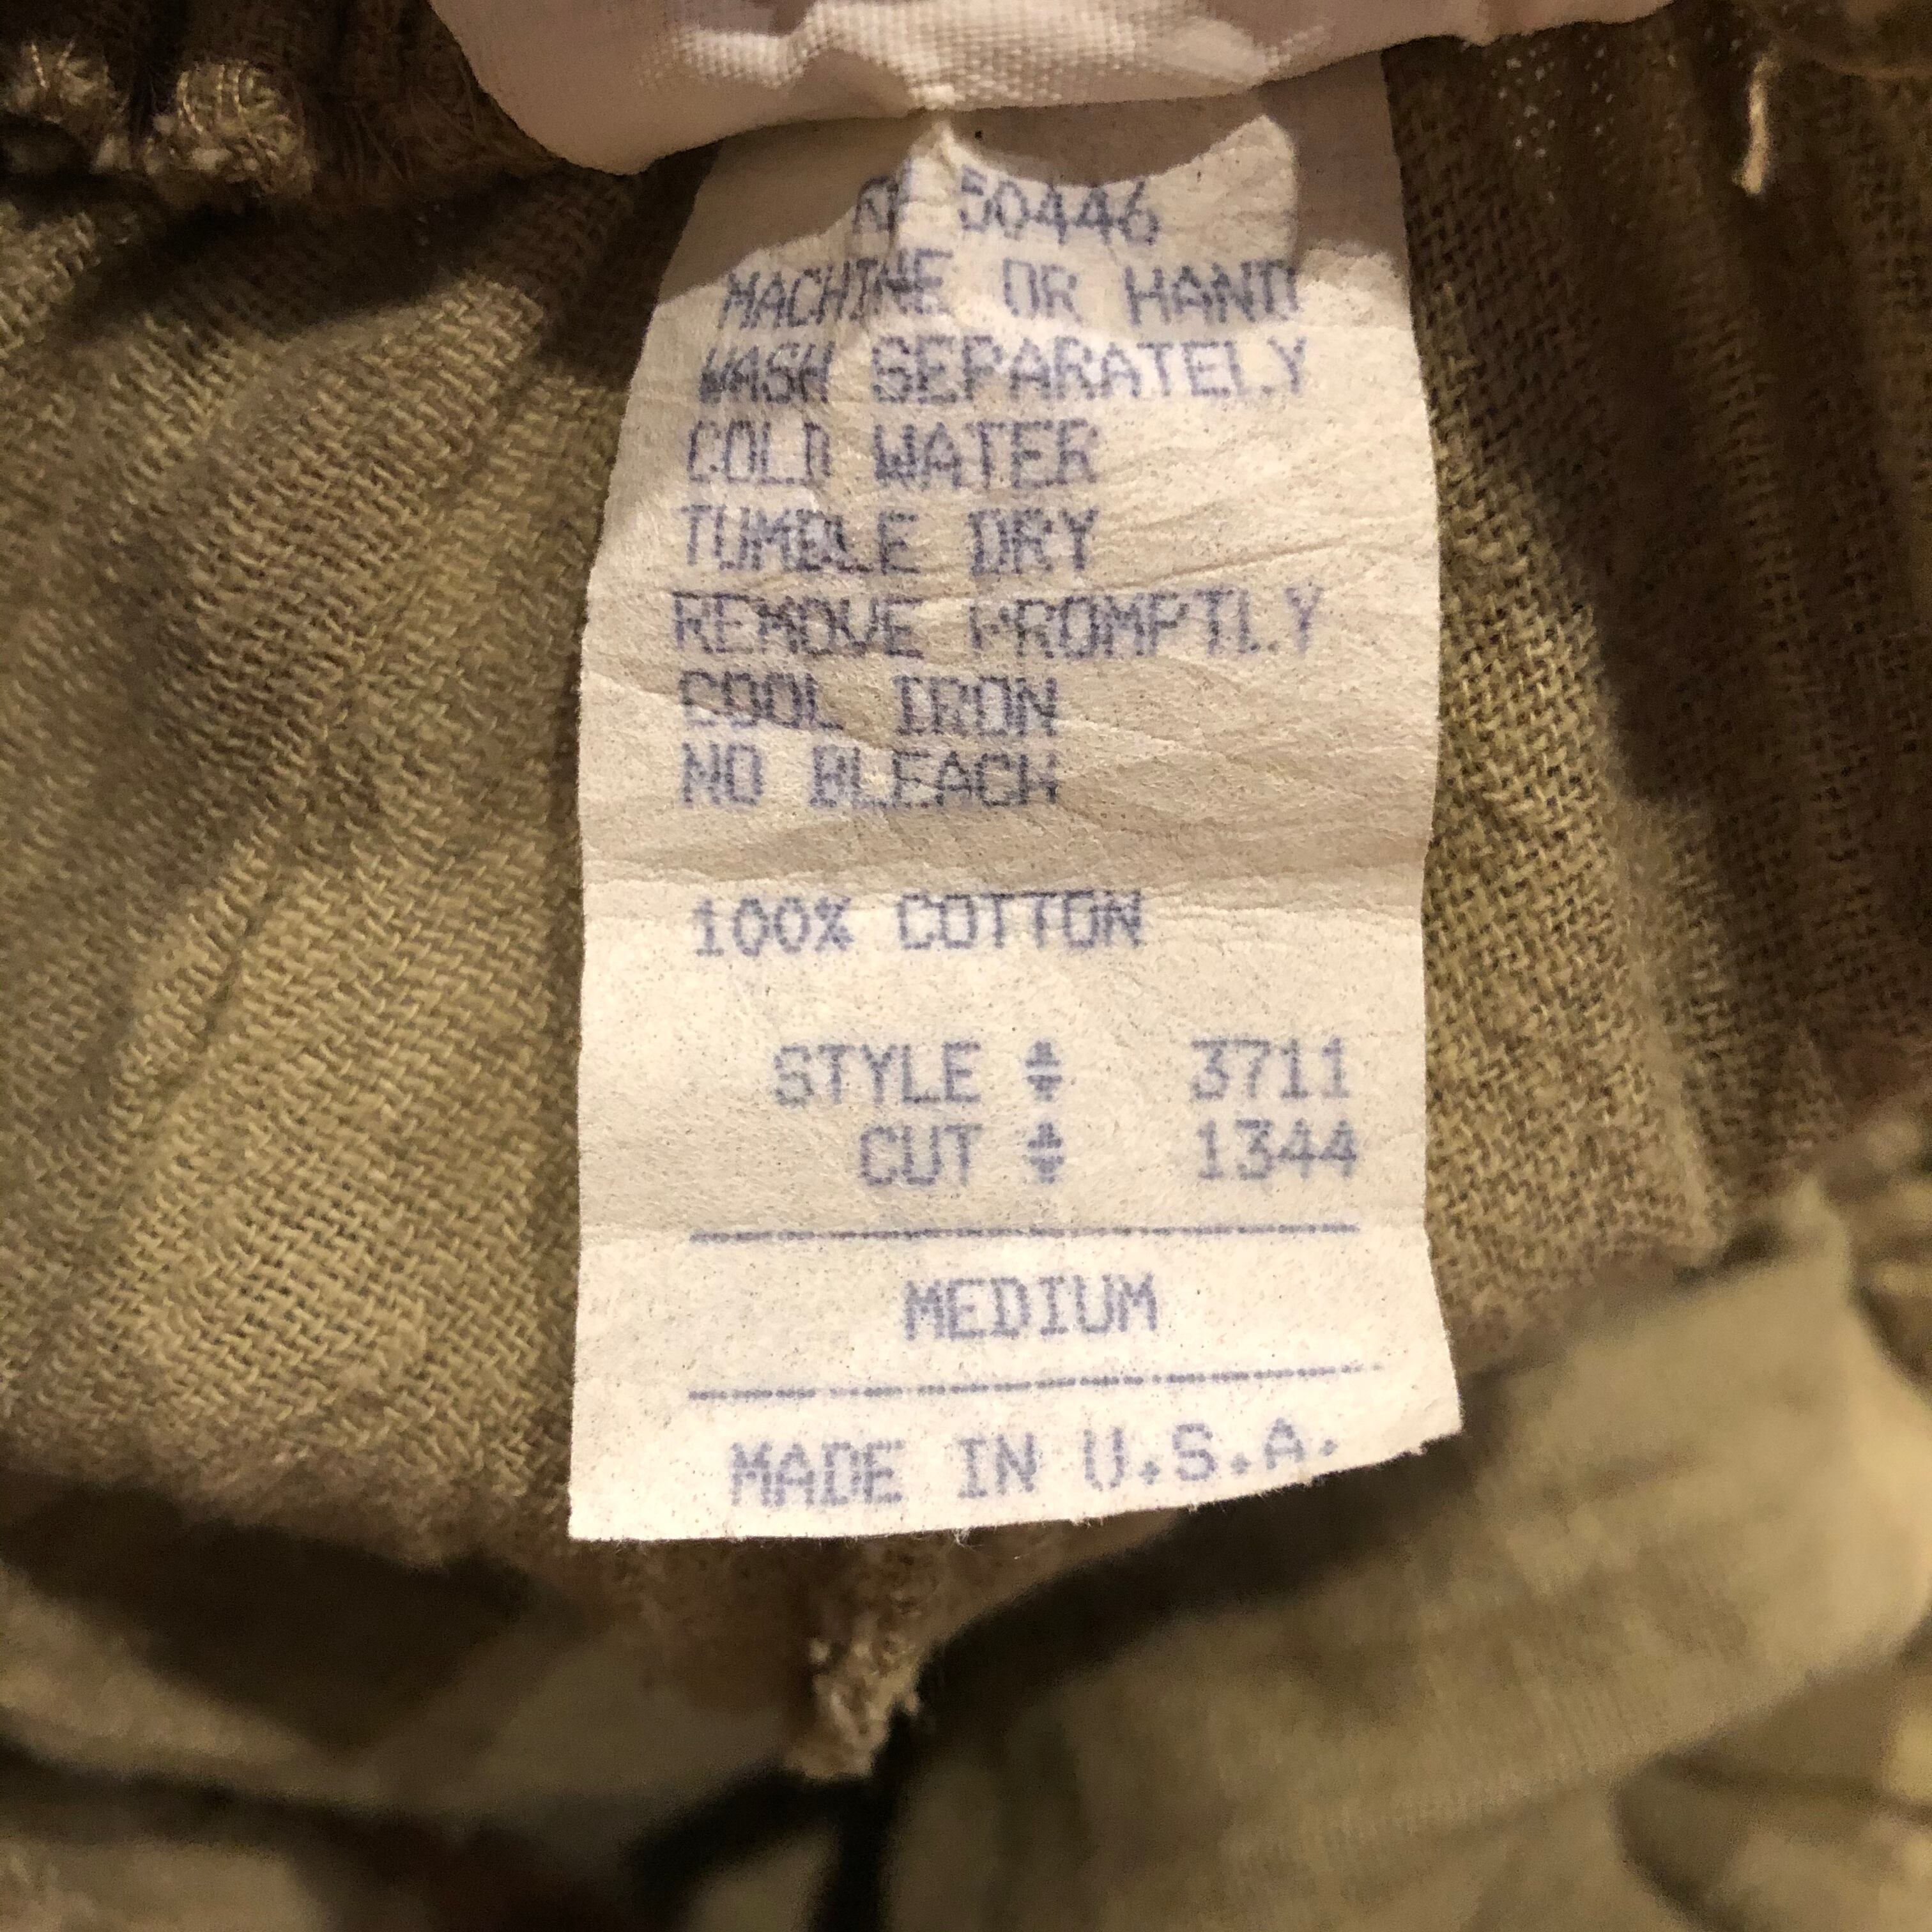 50446
MACHINE OR HAND
WASH SEPARATELY
COLD WATER
TUMBLE DRY
REMOVE PROMPTLY
COOL IRON
NO BLEACH
100% COTTON
STYLE # 3711
CUT # 1344
MEDIUM
MADE IN U.S.A.